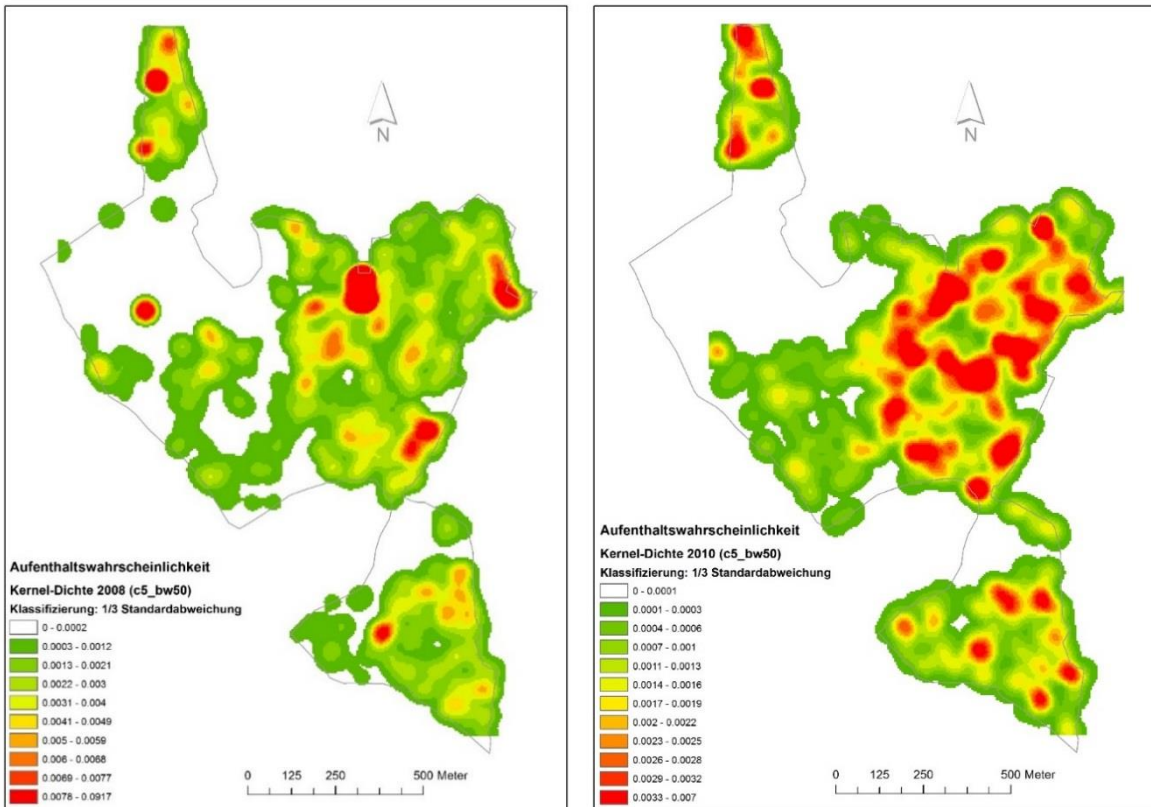 N
Aufenthaltswahrscheinlichkeit
Kernel-Dichte 2008 (c5_bw50)
Klassifizierung: 1/3 Standardabweichung
0 - 0.0002
0.0003 - 0.0012
0.0013 - 0.0021
0.0022 - 0.003
0.0031 - 0.004
0.0041 - 0.0049
0.005 - 0.0059
0.006 - 0.0068
0.0069 - 0.0077
0.0078 - 0.0917
0 125 250 500 Meter
N
Aufenthaltswahrscheinlichkeit
Kernel-Dichte 2010 (c5_bw50)
Klassifizierung: 1/3 Standardabweichung
0 - 0.0001
0.0001 - 0.0003
0.0004 - 0.0006
0.0007 - 0.001
0.0011 - 0.0013
0.0014 - 0.0016
0.0017 - 0.0019
0.002 - 0.0022
0.0023 - 0.0025
0.0026 - 0.0028
0.0029 - 0.0032
0.0033 - 0.007
0 125 250 500 Meter